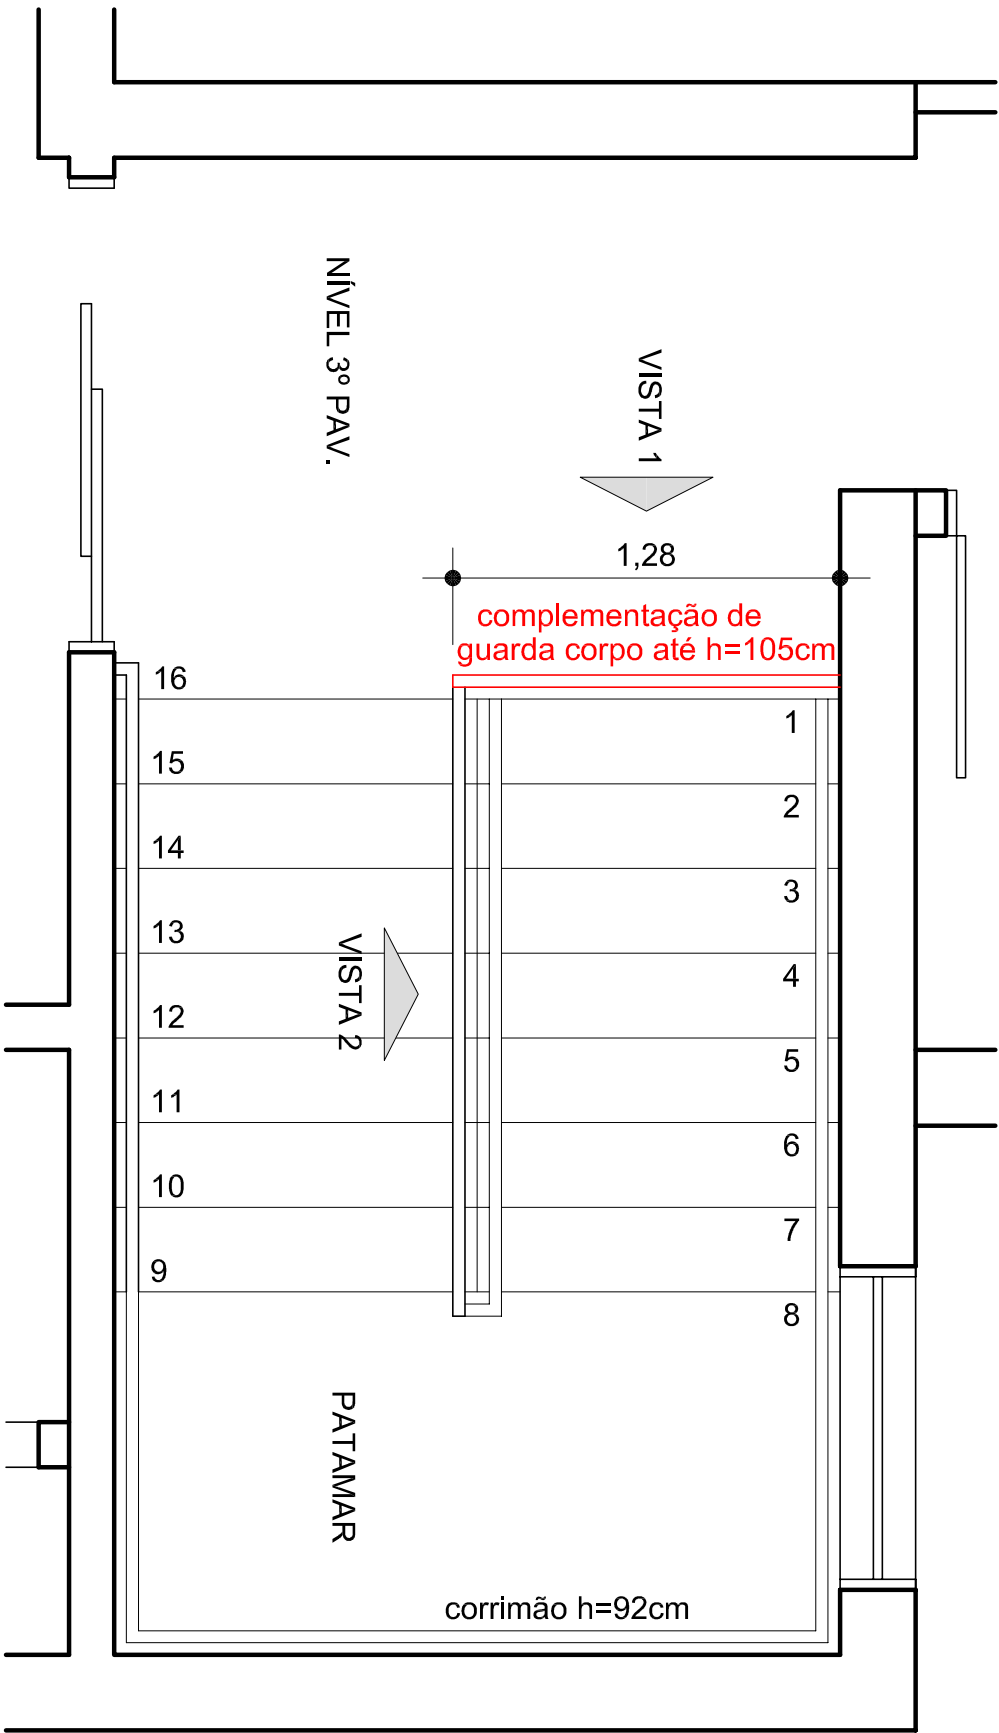 NÍVEL 3º PAV.
VISTA 1
1,28
complementação de
guarda corpo até h=105cm
16
1
15
2
14
3
13
4
VISTA 2
12
5
11
6
10
7
9
8
PATAMAR
corrimão h=92cm